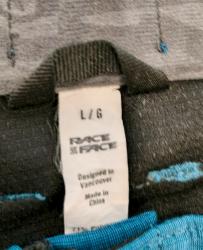 L/G
RACE
FACE
Designed in
Vancouver
Made in
China